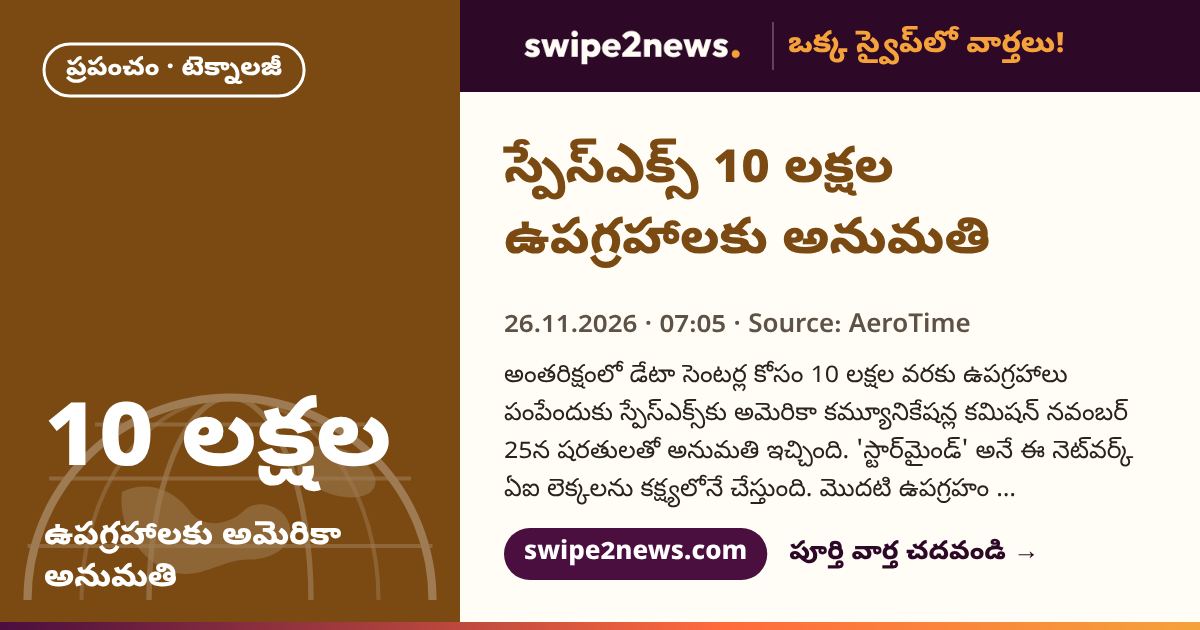 ప్రపంచం · టెక్నాలజీ
10 లక్షల
ఉపగ్రహాలకు అమెరికా
అనుమతి
swipe2news.
ఒక్క స్వైప్‌లో వార్తలు!
స్పేస్‌ఎక్స్ 10 లక్షల
ఉపగ్రహాలకు అనుమతి
26.11.2026 · 07:05 · Source: AeroTime
అంతరిక్షంలో డేటా సెంటర్ల కోసం 10 లక్షల వరకు ఉపగ్రహాలు
పంపేందుకు స్పేస్‌ఎక్స్‌కు అమెరికా కమ్యూనికేషన్ల కమిషన్ నవంబర్
25న షరతులతో అనుమతి ఇచ్చింది. 'స్టార్‌మైండ్' అనే ఈ నెట్‌వర్క్
ఏఐ లెక్కలను కక్ష్యలోనే చేస్తుంది. మొదటి ఉపగ్రహం ...
swipe2news.com
పూర్తి వార్త చదవండి →